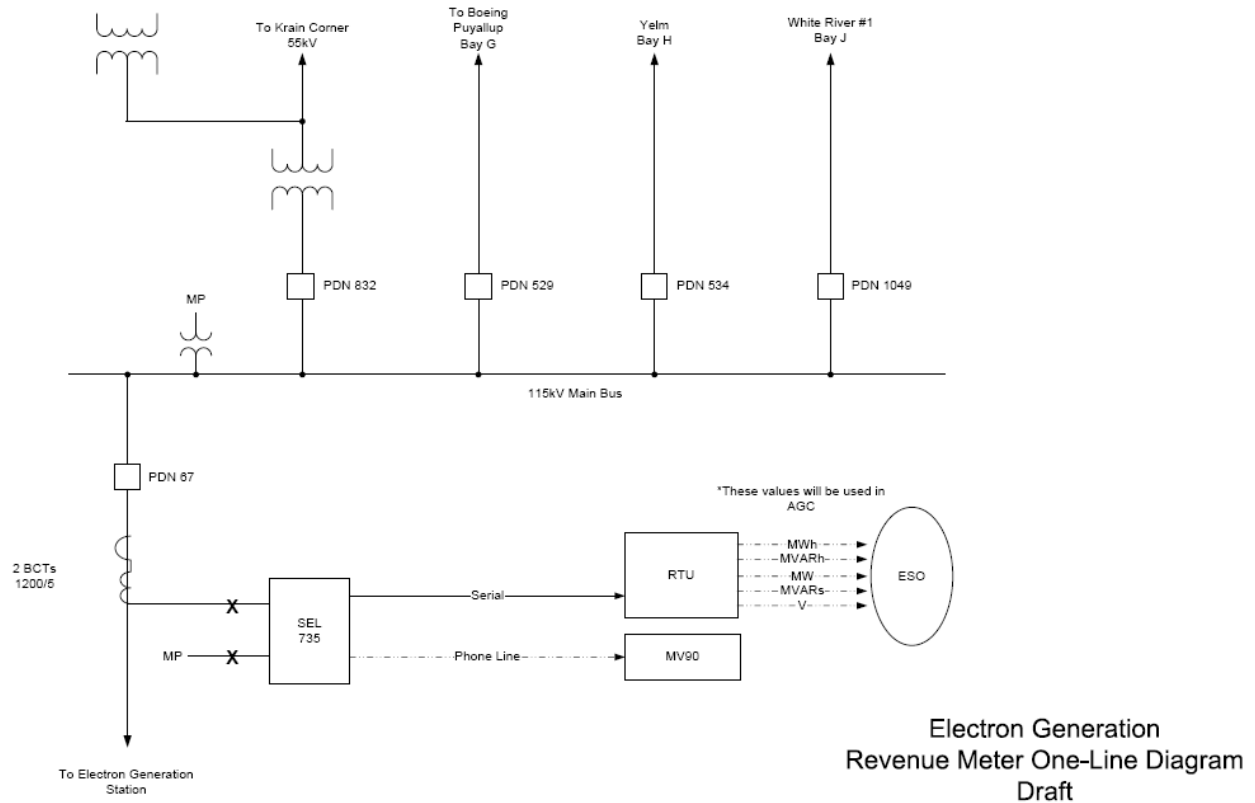 To Krain Corner
55kV
To Boeing
Puyallup
Bay G
Yelm
Bay H
White River #1
Bay J
PDN 832
PDN 529
PDN 534
PDN 1049
MP
115kV Main Bus
PDN 67
*These values will be used in
AGC
2 BCTs
1200/5
SEL
735
Serial
RTU
MWh
MVARh
MW
MVARs
V
ESO
MP
Phone Line
MV90
X
X
To Electron Generation
Station
Electron Generation
Revenue Meter One-Line Diagram
Draft